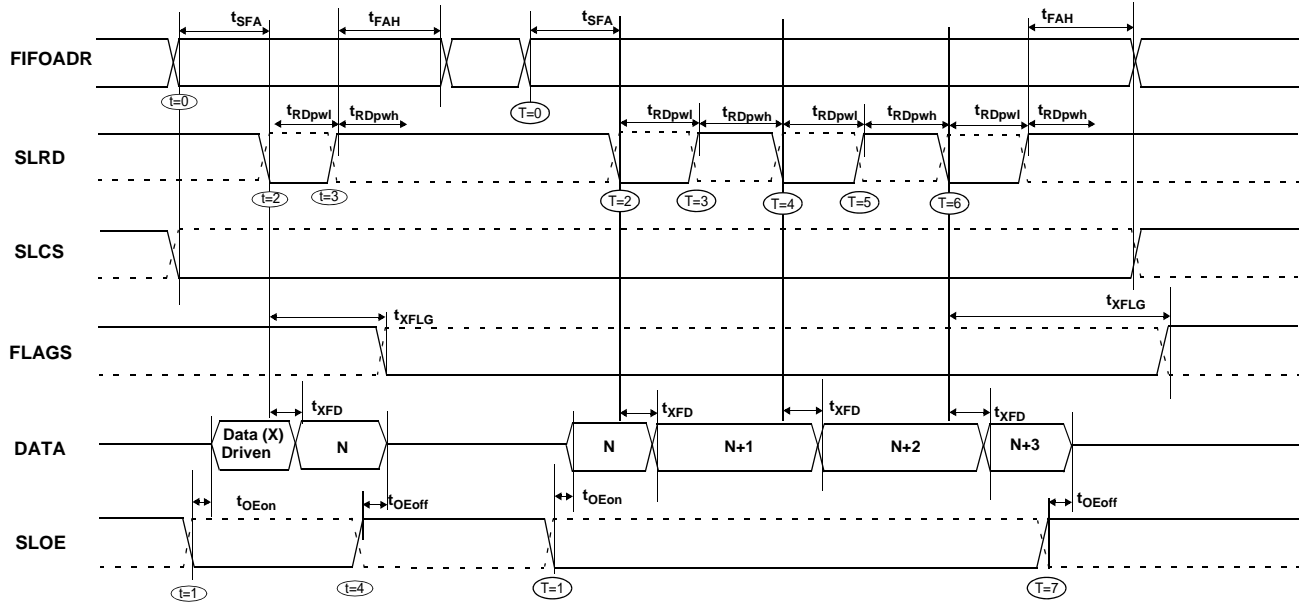 tSFA tFAH tSFA tFAH
FIFOADR
t=0 T=0
tRDpwl tRDpwh tRDpwl tRDpwh tRDpwl tRDpwh tRDpwl tRDpwh
SLRD
t=2 t=3 T=2 T=3 T=4 T=5 T=6
SLCS
tXFLG tXFLG
FLAGS
tXFD tXFD tXFD tXFD
DATA
Data (X)
Driven
N N N+1 N+2 N+3
tOEon tOEoff tOEon tOEoff
SLOE
t=1 t=4 T=1 T=7